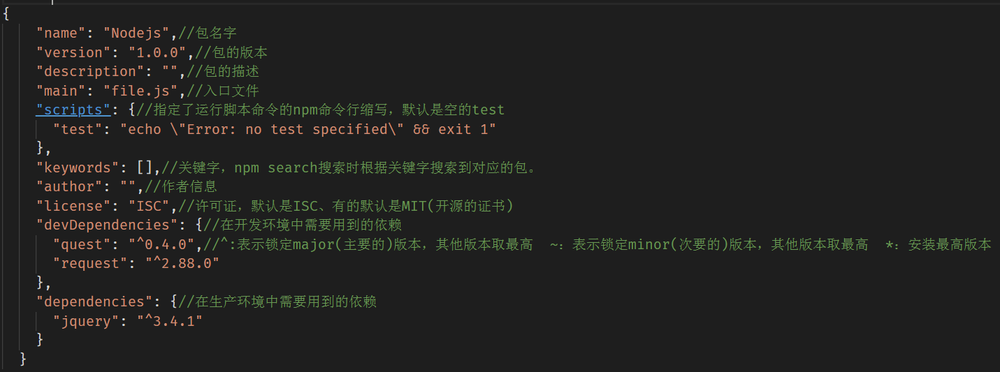 {
"name": "Nodejs",//包名字
"version": "1.0.0",//包的版本
"description": "",//包的描述
"main": "file.js",//入口文件
"scripts": {//指定了运行脚本命令的npm命令行缩写，默认是空的test
"test": "echo \"Error: no test specified\" && exit 1"
},
"keywords": [],//关键字，npm search搜索时根据关键字搜索到对应的包。
"author": "",//作者信息
"license": "ISC",//许可证，默认是ISC、有的默认是MIT(开源的证书)
"devDependencies": {//在开发环境中需要用到的依赖
"quest": "^0.4.0",//^:表示锁定major(主要的)版本，其他版本取最高  ~：表示锁定minor(次要的)版本，其他版本取最高  *：安装最高版本
"request": "^2.88.0"
},
"dependencies": {//在生产环境中需要用到的依赖
"jquery": "^3.4.1"
}
}